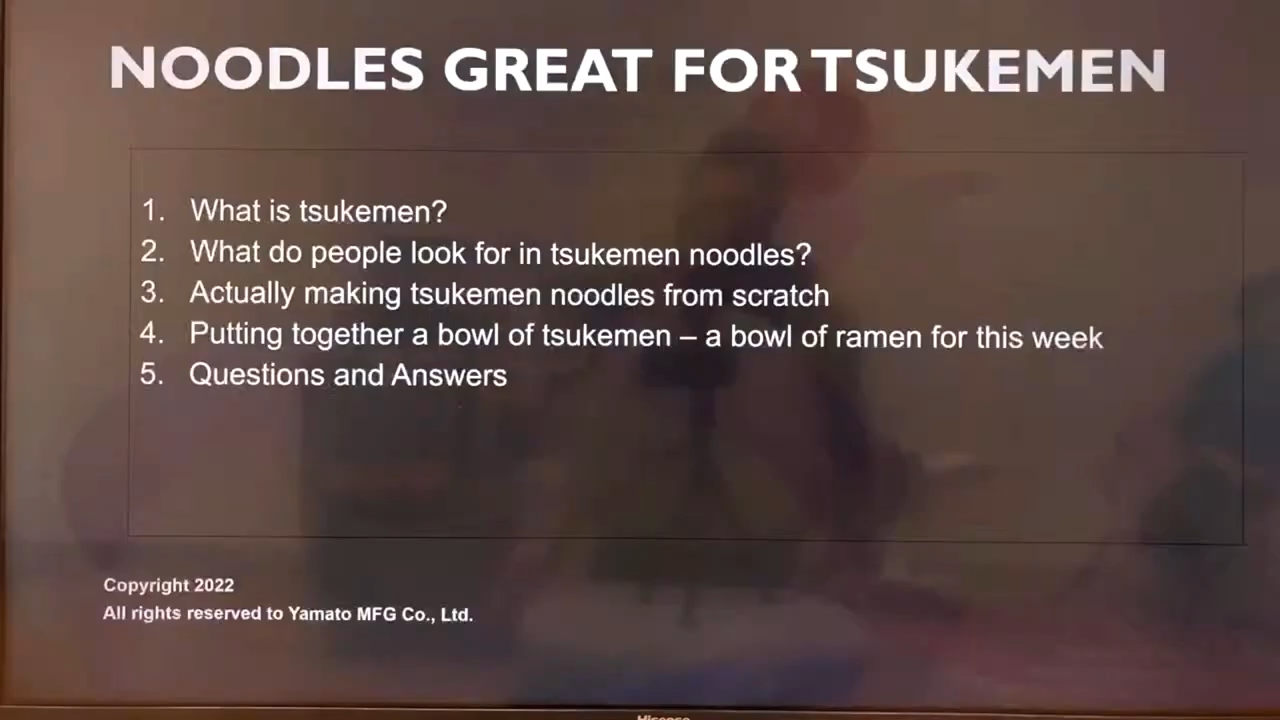 NOODLES GREAT FOR TSUKEMEN
1. What is tsukemen?
2. What do people look for in tsukemen noodles?
3. Actually making tsukemen noodles from scratch
4. Putting together a bowl of tsukemen – a bowl of ramen for this week
5. Questions and Answers
Copyright 2022
All rights reserved to Yamato MFG Co., Ltd.
Hisense